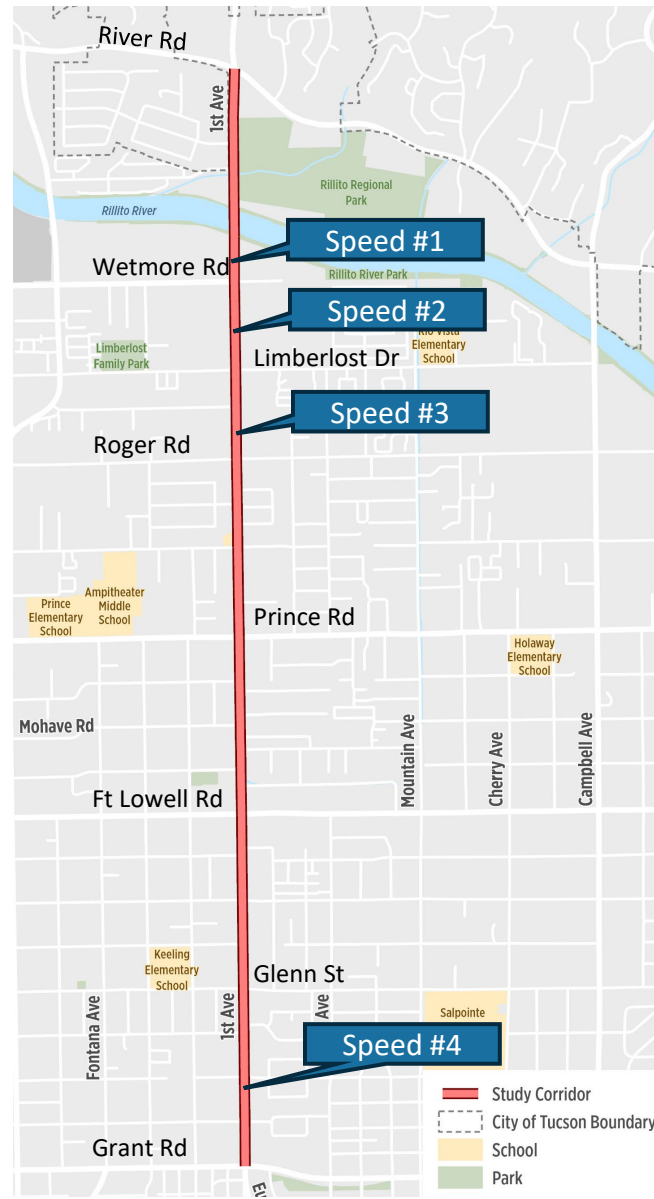 River Rd
1st Ave
Rillito Regional
Park
Rillito River
Speed #1
Wetmore Rd
Rillito River Park
Speed #2
Limberlost
Family Park
Limberlost Dr
Rio Vista
Elementary
School
Speed #3
Roger Rd
Ampitheater
Middle
School
Prince
Elementary
School
Prince Rd
Holaway
Elementary
School
Mohave Rd
Mountain Ave
Cherry Ave
Campbell Ave
Ft Lowell Rd
Keeling
Elementary
School
Glenn St
Fontana Ave
1st Ave
Ave
Salpointe
Speed #4
Grant Rd
Study Corridor
City of Tucson Boundary
School
Park